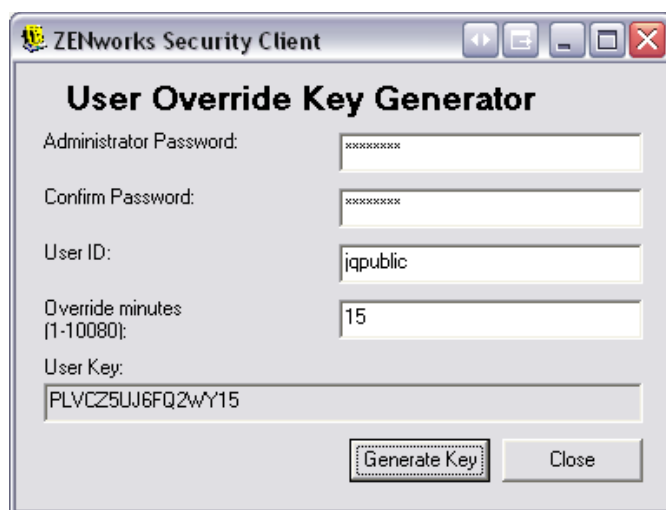 ZENworks Security Client
User Override Key Generator
Administrator Password: ××××××××
Confirm Password: ××××××××
User ID: jqpublic
Override minutes
(1-10080): 15
User Key:
PLVCZ5UJ6FQ2WY15
Generate Key Close